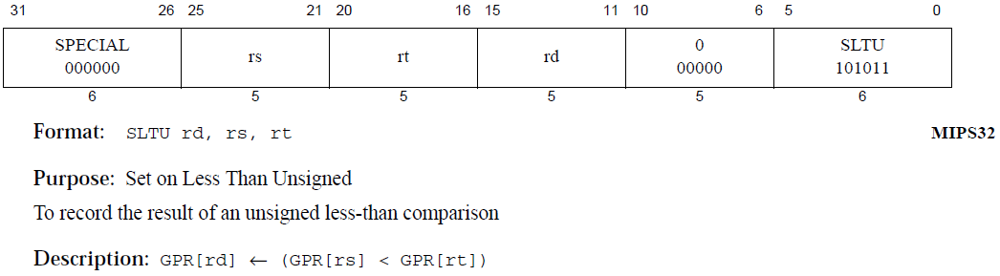 31 26 25 21 20 16 15 11 10 6 5 0
SPECIAL rs rt rd 0 SLTU
000000 00000 101011
6 5 5 5 5 6
Format: SLTU rd, rs, rt MIPS32
Purpose: Set on Less Than Unsigned
To record the result of an unsigned less-than comparison
Description: GPR[rd] ← (GPR[rs] < GPR[rt])